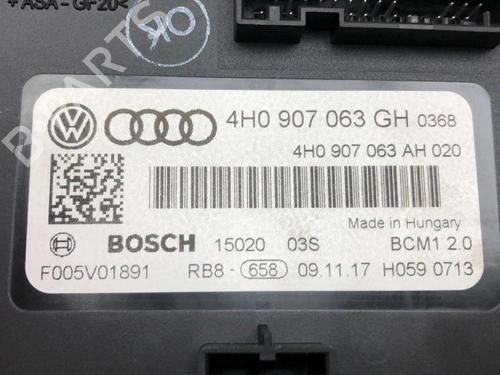 + ASA - GF20<
OK
4H0 907 063 GH 0368
4H0 907 063 AH 020
Made in Hungary
BOSCH 15020 03S BCM1 2.0
F005V01891 RB8 - 658 09.11.17 H059 0713